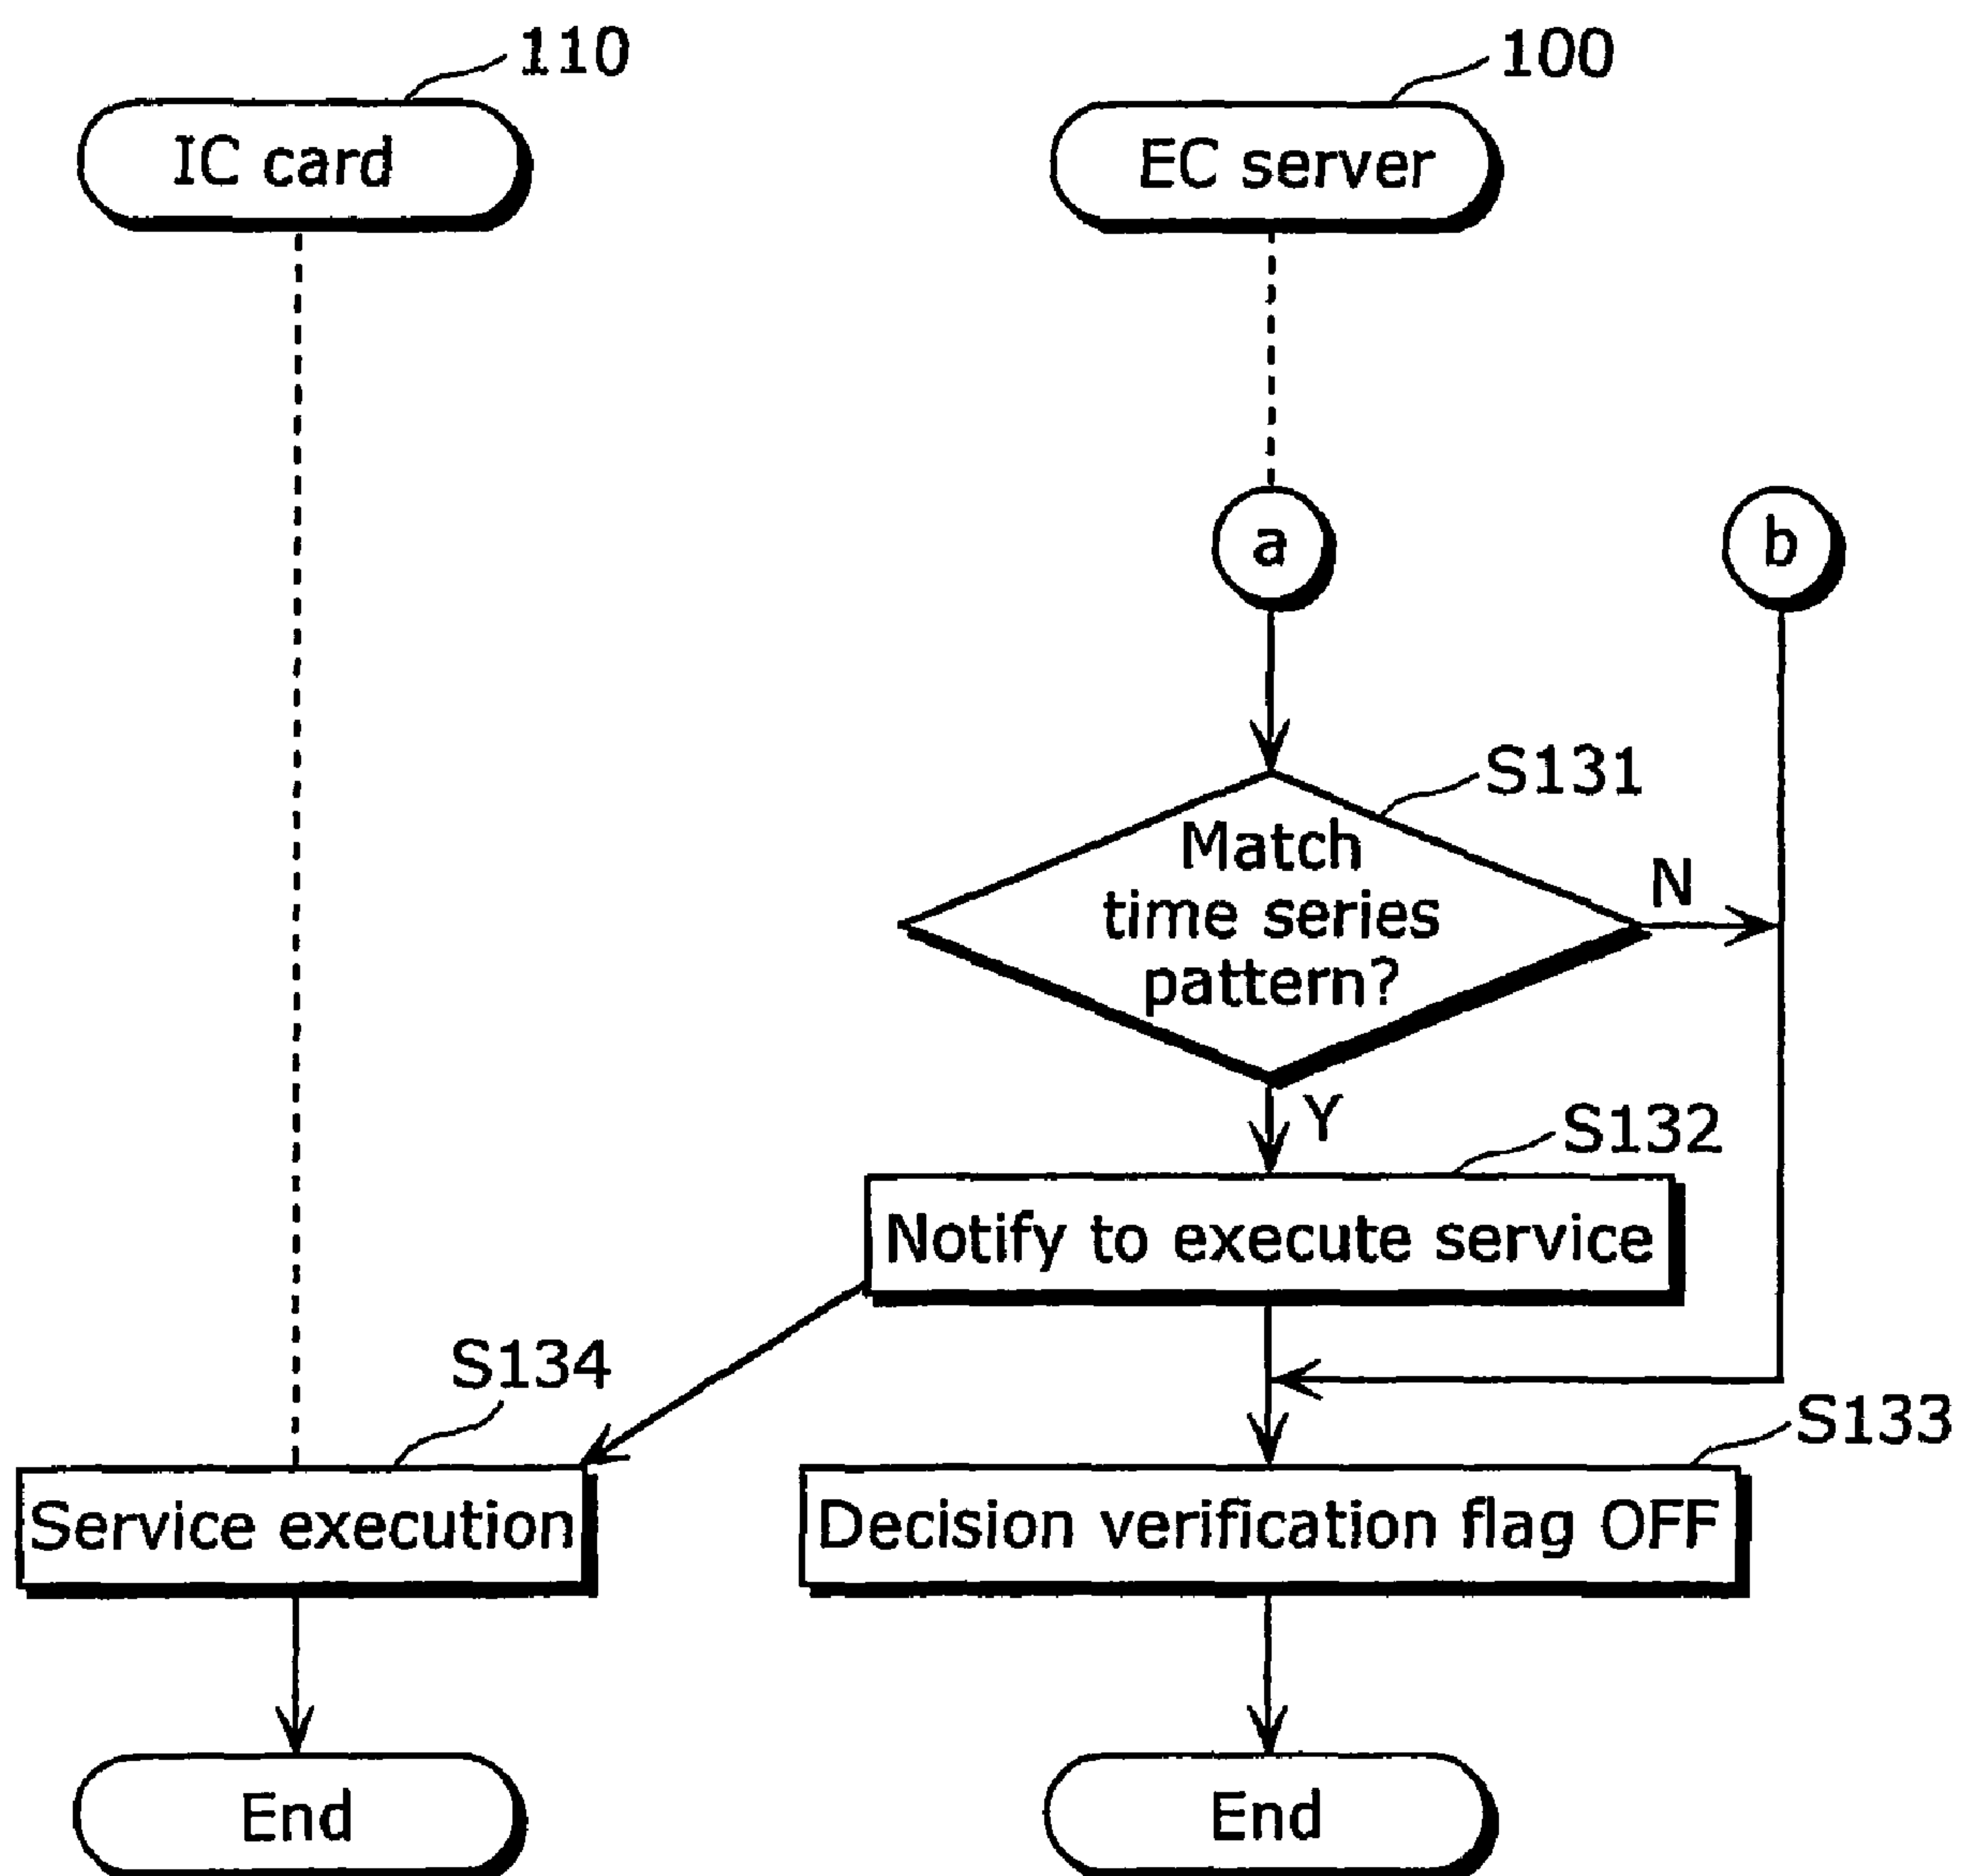 110
100
IC card
EC server
a
b
S131
Match
time series
pattern?
N
Y
S132
Notify to execute service
S134
S133
Service execution
Decision verification flag OFF
End
End